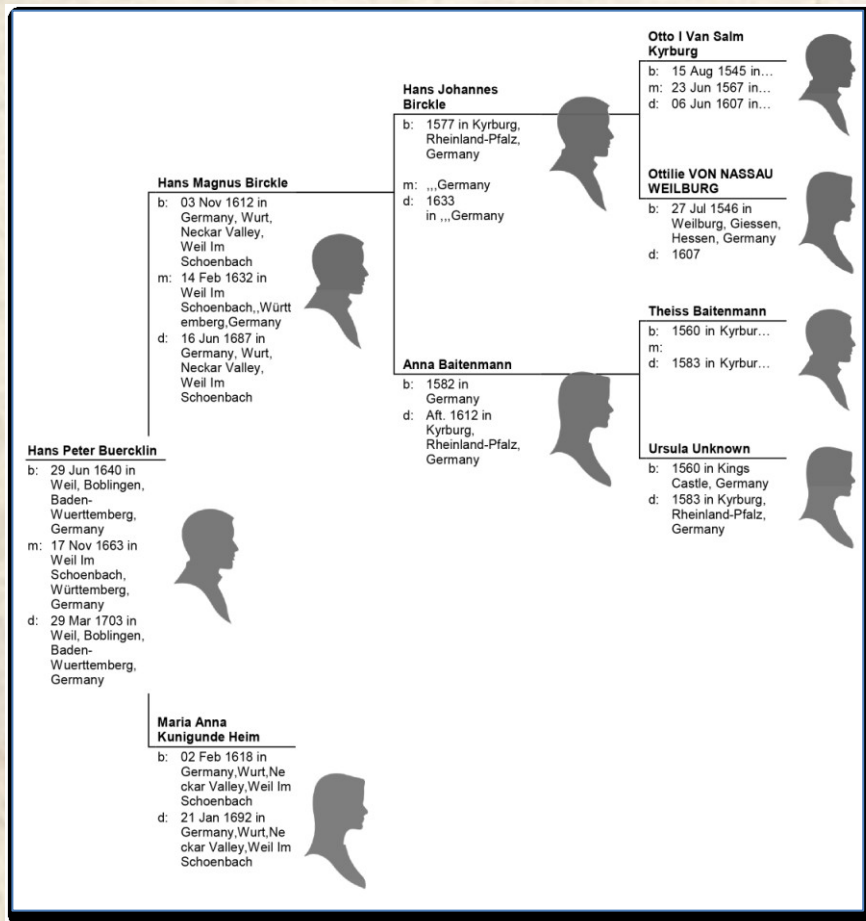 Otto I Van Salm
Kyrburg
b: 15 Aug 1545 in...
m: 23 Jun 1567 in...
d: 06 Jun 1607 in...
Hans Johannes
Birckle
b: 1577 in Kyrburg,
Rheinland-Pfalz,
Germany
m: ,,,Germany
d: 1633
in ,,,Germany
Ottilie VON NASSAU
WEILBURG
b: 27 Jul 1546 in
Weilburg, Giessen,
Hessen, Germany
d: 1607
Hans Magnus Birckle
b: 03 Nov 1612 in
Germany, Wurt,
Neckar Valley,
Weil Im
Schoenbach
m: 14 Feb 1632 in
Weil Im
Schoenbach,,Württ
emberg,Germany
d: 16 Jun 1687 in
Germany, Wurt,
Neckar Valley,
Weil Im
Schoenbach
Theiss Baitenmann
b: 1560 in Kyrbur...
m:
d: 1583 in Kyrbur...
Anna Baitenmann
b: 1582 in
Germany
d: Aft. 1612 in
Kyrburg,
Rheinland-Pfalz,
Germany
Ursula Unknown
b: 1560 in Kings
Castle, Germany
d: 1583 in Kyrburg,
Rheinland-Pfalz,
Germany
Hans Peter Buercklin
b: 29 Jun 1640 in
Weil, Boblingen,
Baden-
Wuerttemberg,
Germany
m: 17 Nov 1663 in
Weil Im
Schoenbach,
Württemberg,
Germany
d: 29 Mar 1703 in
Weil, Boblingen,
Baden-
Wuerttemberg,
Germany
Maria Anna
Kunigunde Heim
b: 02 Feb 1618 in
Germany,Wurt,Ne
ckar Valley,Weil Im
Schoenbach
d: 21 Jan 1692 in
Germany,Wurt,Ne
ckar Valley,Weil Im
Schoenbach